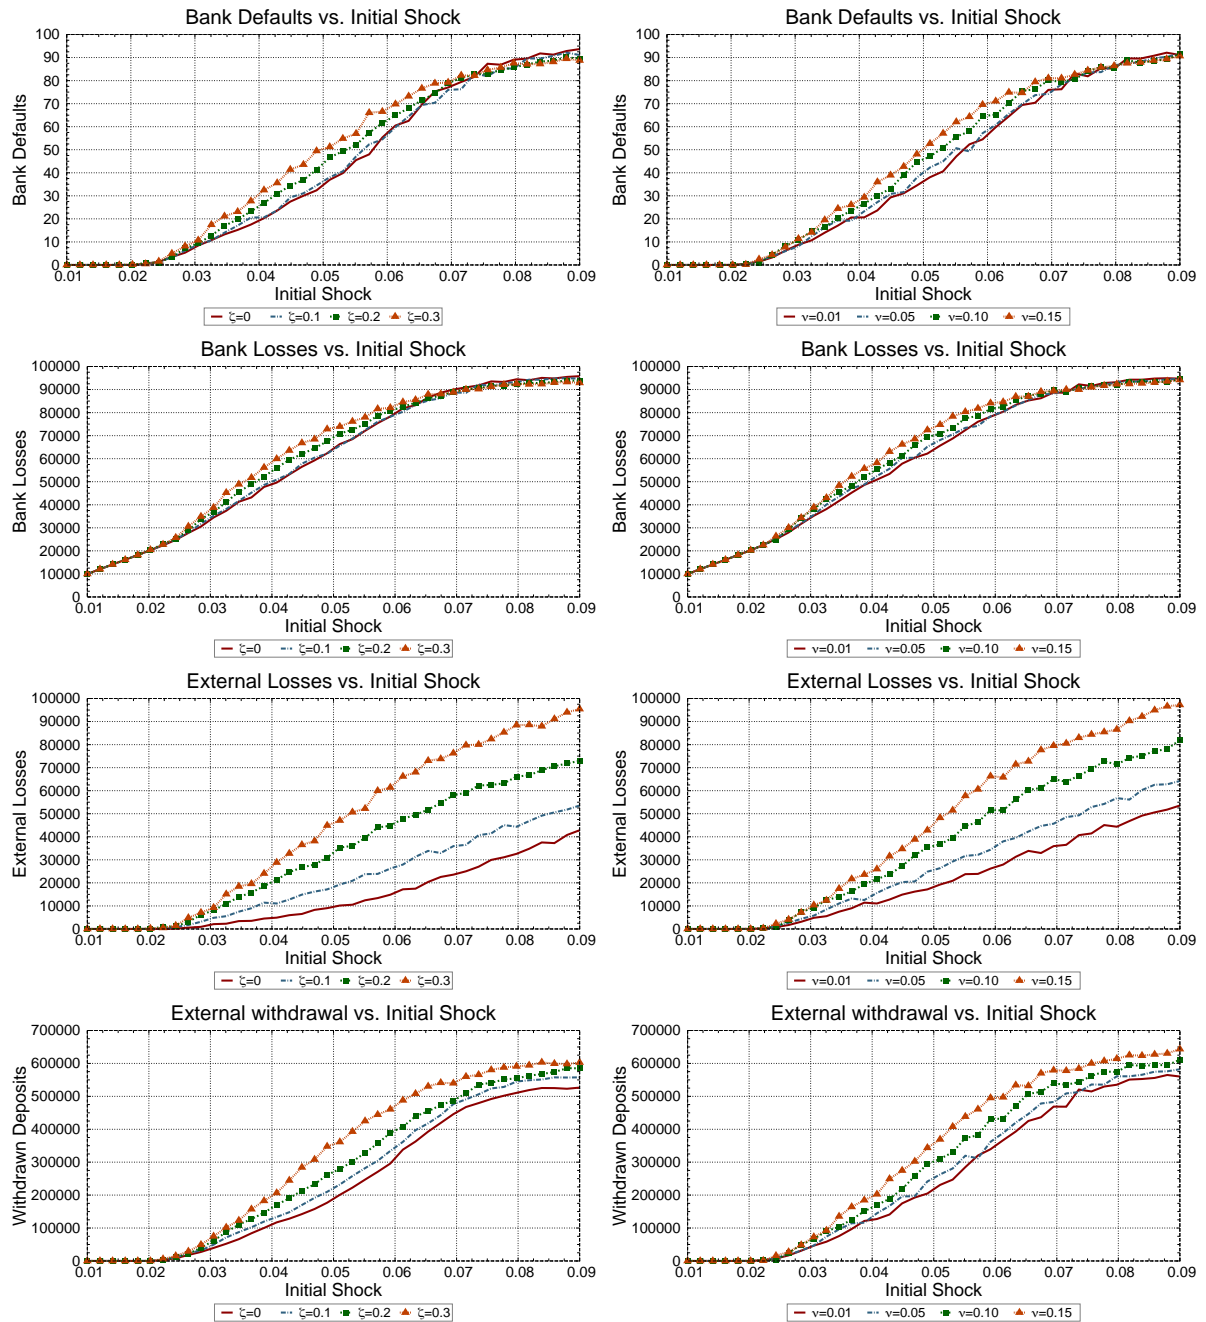 Bank Defaults vs. Initial Shock
Bank Defaults
100
90
80
70
60
50
40
30
20
10
0
0.01 0.02 0.03 0.04 0.05 0.06 0.07 0.08 0.09
Initial Shock
ζ=0 ζ=0.1 ζ=0.2 ζ=0.3
Bank Defaults vs. Initial Shock
Bank Defaults
100
90
80
70
60
50
40
30
20
10
0
0.01 0.02 0.03 0.04 0.05 0.06 0.07 0.08 0.09
Initial Shock
ν=0.01 ν=0.05 ν=0.10 ν=0.15
Bank Losses vs. Initial Shock
Bank Losses
100000
90000
80000
70000
60000
50000
40000
30000
20000
10000
0
0.01 0.02 0.03 0.04 0.05 0.06 0.07 0.08 0.09
Initial Shock
ζ=0 ζ=0.1 ζ=0.2 ζ=0.3
Bank Losses vs. Initial Shock
Bank Losses
100000
90000
80000
70000
60000
50000
40000
30000
20000
10000
0
0.01 0.02 0.03 0.04 0.05 0.06 0.07 0.08 0.09
Initial Shock
ν=0.01 ν=0.05 ν=0.10 ν=0.15
External Losses vs. Initial Shock
External Losses
100000
90000
80000
70000
60000
50000
40000
30000
20000
10000
0
0.01 0.02 0.03 0.04 0.05 0.06 0.07 0.08 0.09
Initial Shock
ζ=0 ζ=0.1 ζ=0.2 ζ=0.3
External Losses vs. Initial Shock
External Losses
100000
90000
80000
70000
60000
50000
40000
30000
20000
10000
0
0.01 0.02 0.03 0.04 0.05 0.06 0.07 0.08 0.09
Initial Shock
ν=0.01 ν=0.05 ν=0.10 ν=0.15
External withdrawal vs. Initial Shock
Withdrawn Deposits
700000
600000
500000
400000
300000
200000
100000
0
0.01 0.02 0.03 0.04 0.05 0.06 0.07 0.08 0.09
Initial Shock
ζ=0 ζ=0.1 ζ=0.2 ζ=0.3
External withdrawal vs. Initial Shock
Withdrawn Deposits
700000
600000
500000
400000
300000
200000
100000
0
0.01 0.02 0.03 0.04 0.05 0.06 0.07 0.08 0.09
Initial Shock
ν=0.01 ν=0.05 ν=0.10 ν=0.15